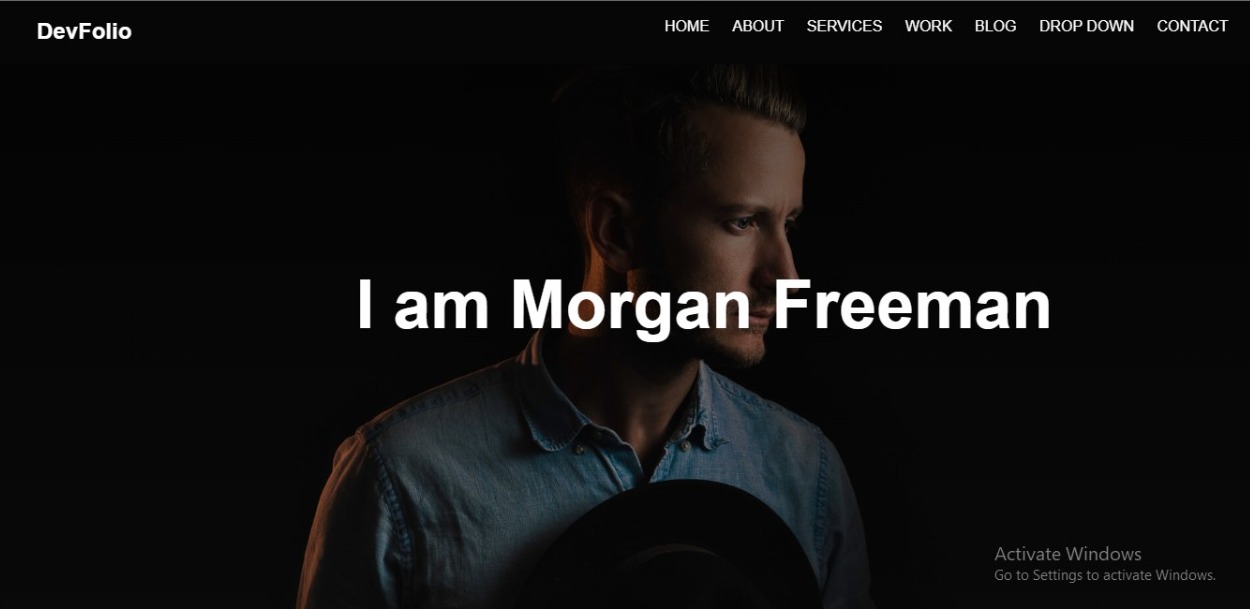 DevFolio
HOME ABOUT SERVICES WORK BLOG DROP DOWN CONTACT
I am Morgan Freeman
Activate Windows
Go to Settings to activate Windows.